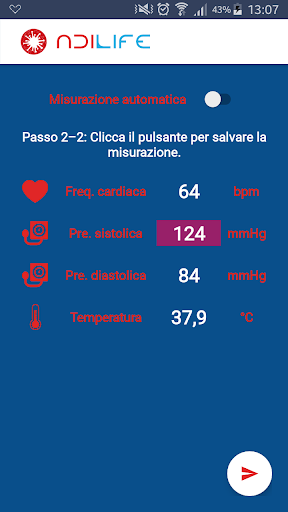 43% 13:07
NDILIFE
Misurazione automatica
Passo 2–2: Clicca il pulsante per salvare la
misurazione.
Freq. cardiaca 64 bpm
Pre. sistolica 124 mmHg
Pre. diastolica 84 mmHg
Temperatura 37,9 °C